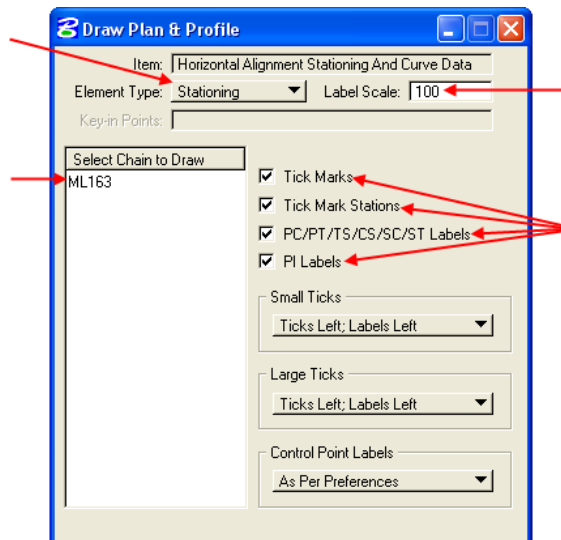 Draw Plan & Profile
Item: Horizontal Alignment Stationing And Curve Data
Element Type: Stationing Label Scale: 100
Key-in Points:
Select Chain to Draw
ML163
Tick Marks
Tick Mark Stations
PC/PT/TS/CS/SC/ST Labels
PI Labels
Small Ticks
Ticks Left; Labels Left
Large Ticks
Ticks Left; Labels Left
Control Point Labels
As Per Preferences